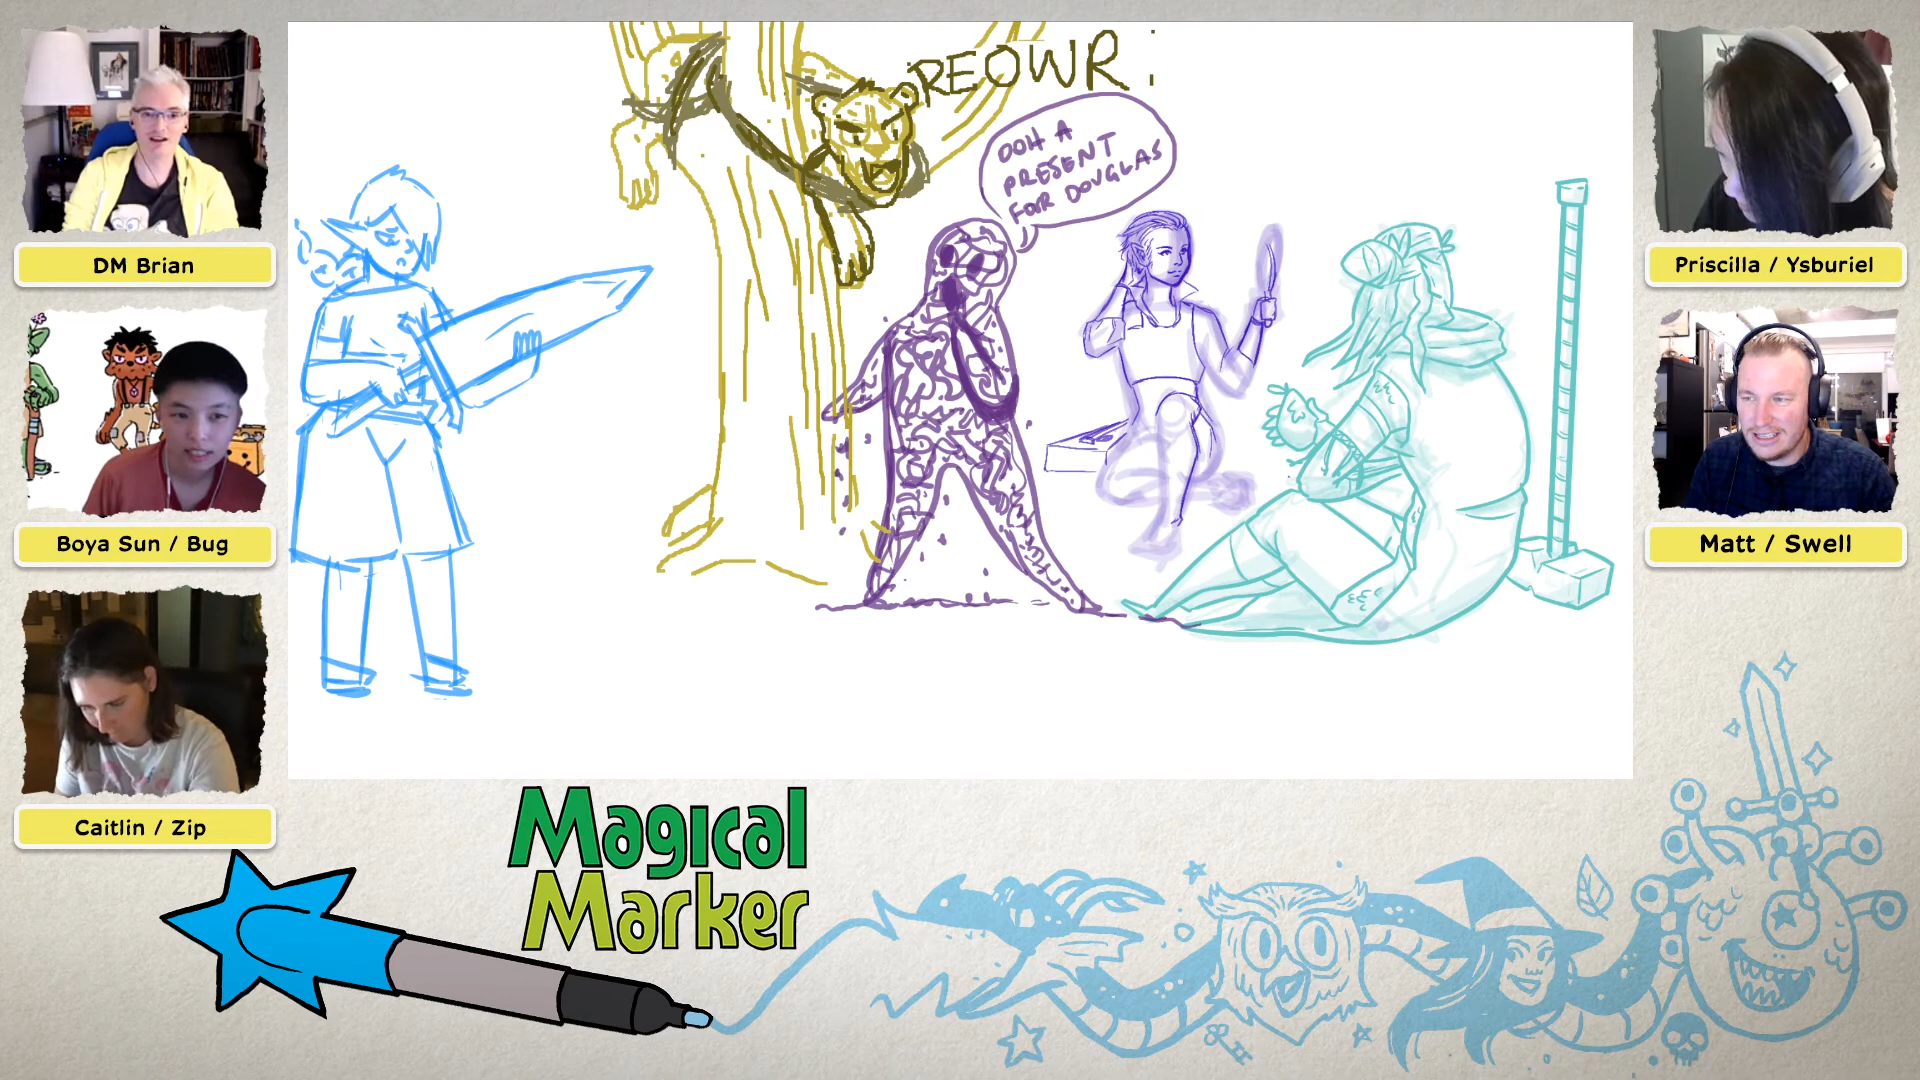 DM Brian
Boya Sun / Bug
Caitlin / Zip
REOWR!
OOH A
PRESENT
FOR DOUGLAS
Priscilla / Ysburiel
Matt / Swell
Magical
Marker